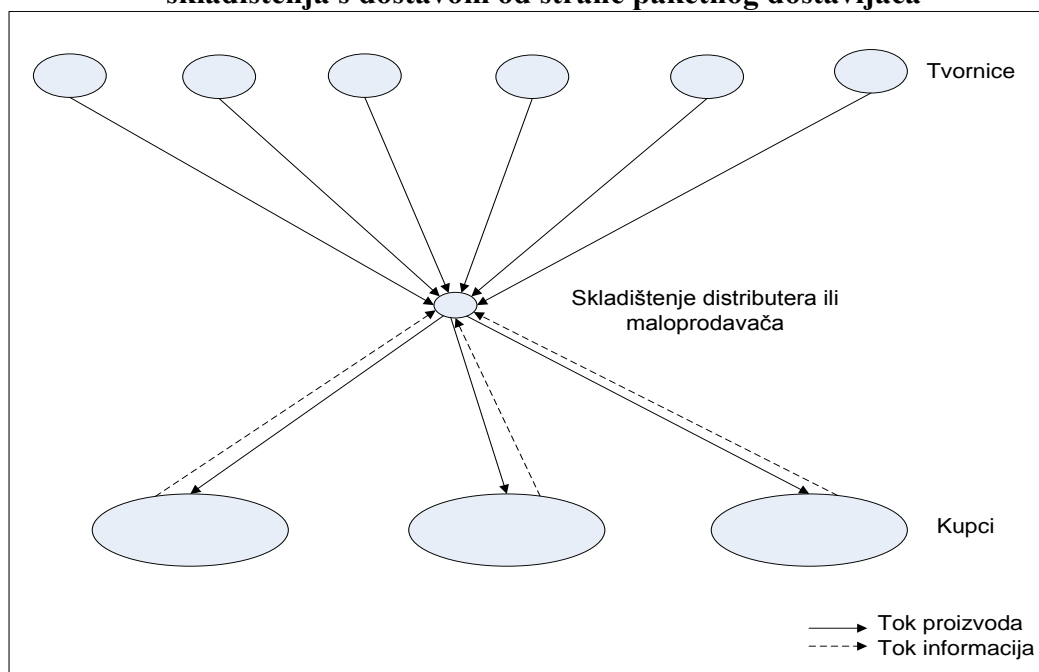 skladištenja s dostavom od strane paketnog dostavljača
Tvornice
Skladištenje distributera ili
maloprodavača
Kupci
Tok proizvoda
Tok informacija